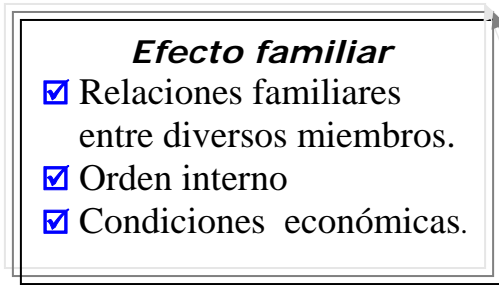 Efecto familiar
☑ Relaciones familiares
entre diversos miembros.
☑ Orden interno
☑ Condiciones económicas.